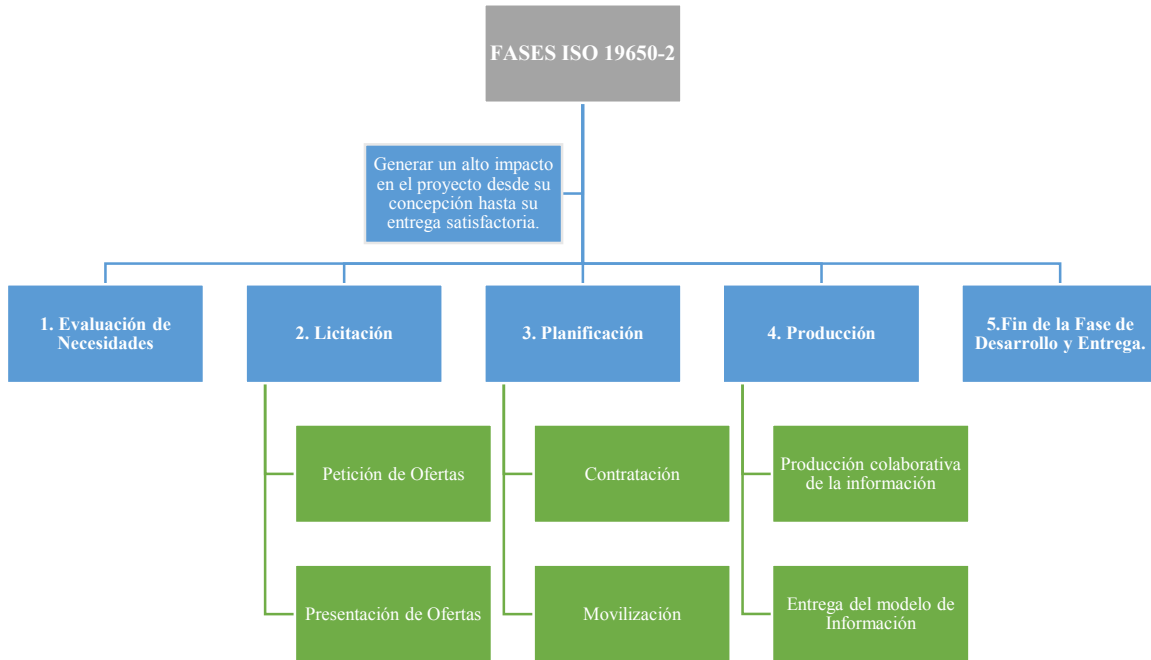 FASES ISO 19650-2
Generar un alto impacto
en el proyecto desde su
concepción hasta su
entrega satisfactoria.
1. Evaluación de
Necesidades
2. Licitación
3. Planificación
4. Producción
5.Fin de la Fase de
Desarrollo y Entrega.
Petición de Ofertas
Contratación
Producción colaborativa
de la información
Presentación de Ofertas
Movilización
Entrega del modelo de
Información